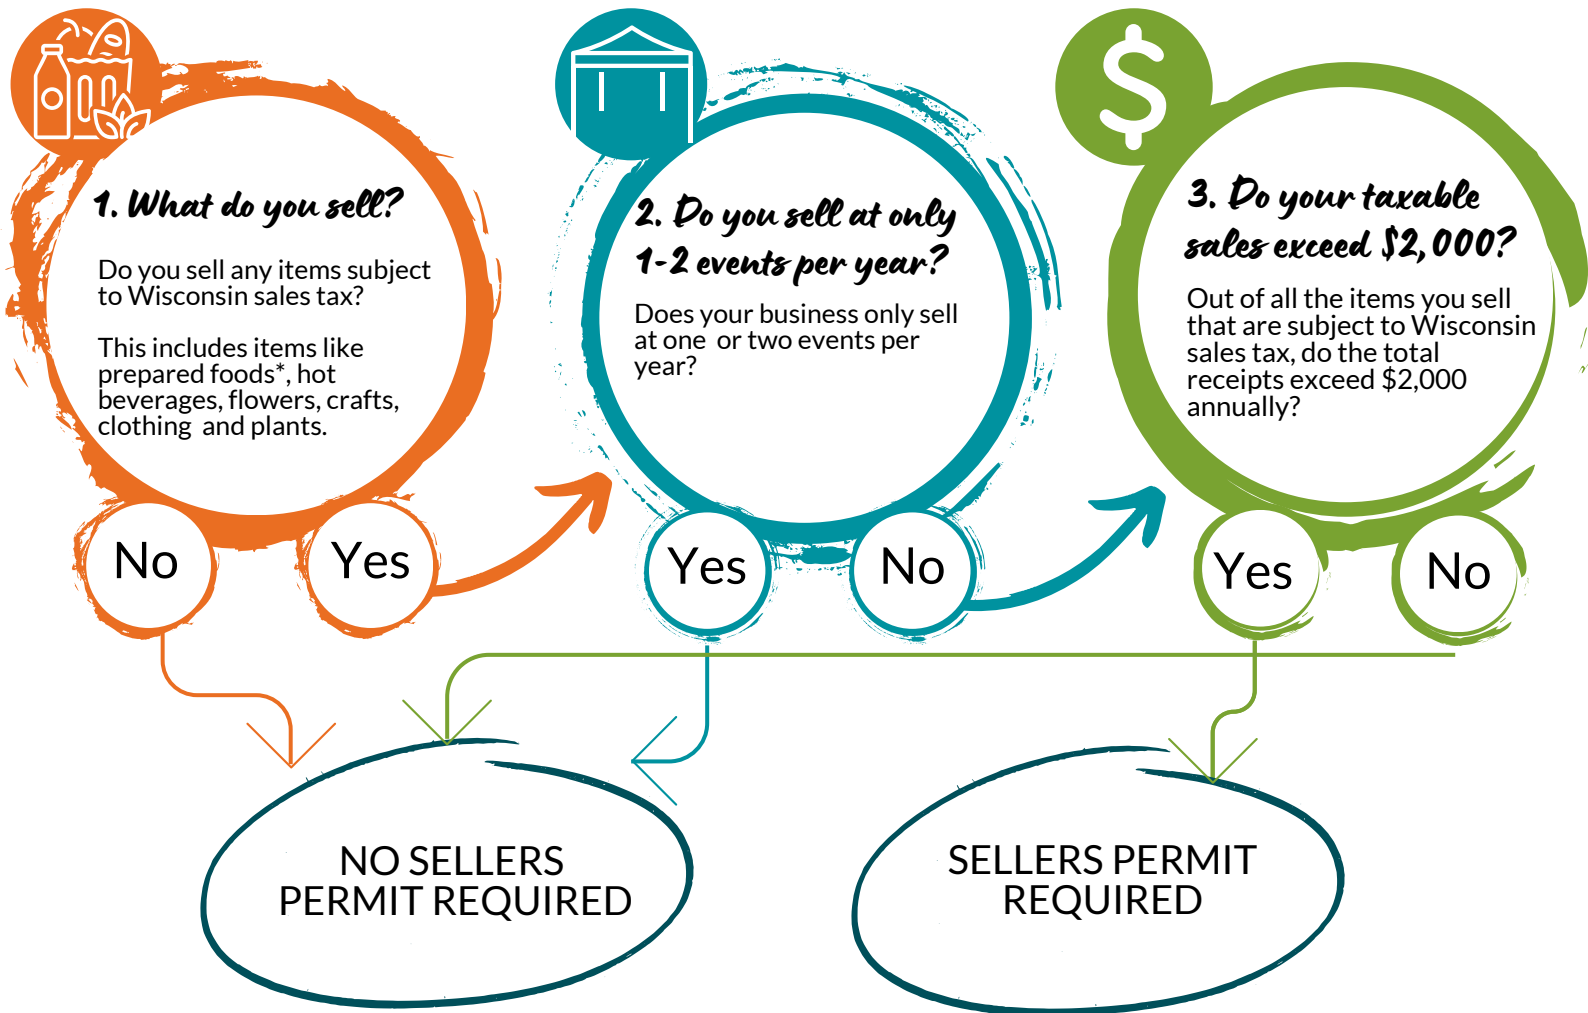 1. What do you sell?
Do you sell any items subject
to Wisconsin sales tax?
This includes items like
prepared foods*, hot
beverages, flowers, crafts,
clothing and plants.
No
Yes
2. Do you sell at only
1-2 events per year?
Does your business only sell
at one or two events per
year?
Yes
No
$
3. Do your taxable
sales exceed $2,000?
Out of all the items you sell
that are subject to Wisconsin
sales tax, do the total
receipts exceed $2,000
annually?
Yes
No
NO SELLERS
PERMIT REQUIRED
SELLERS PERMIT
REQUIRED